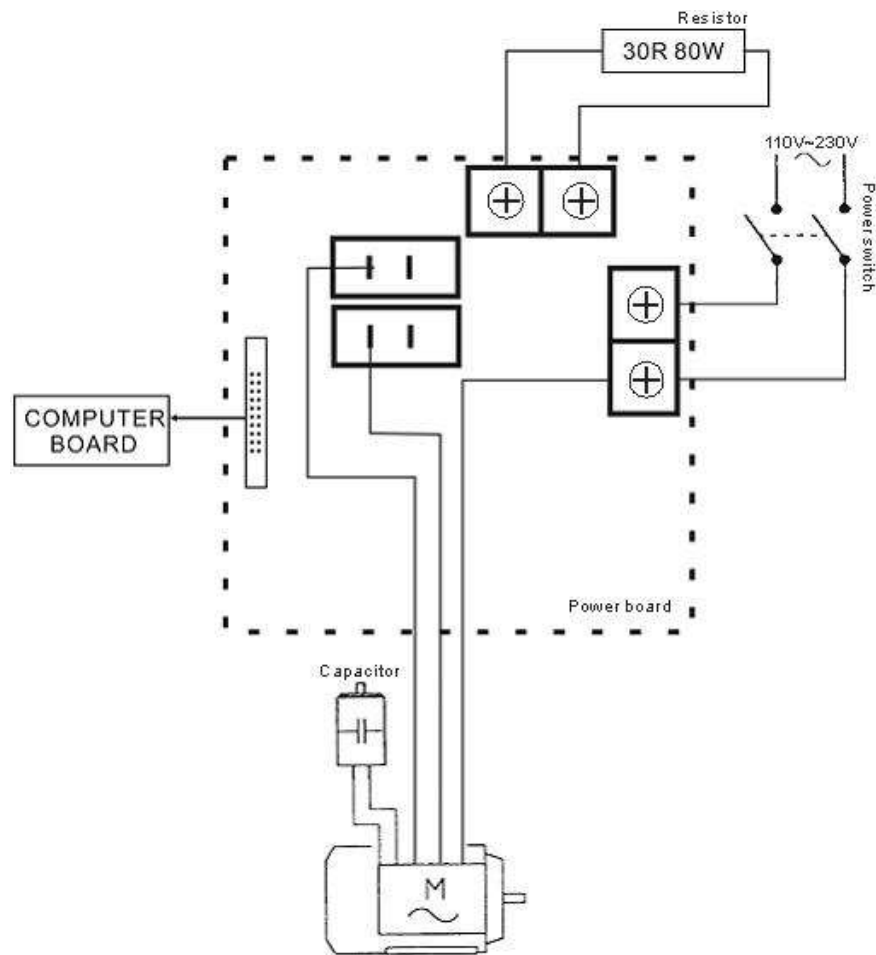 Resistor
30R 80W
110V~230V
Power switch
COMPUTER
BOARD
Power board
Capacitor
M